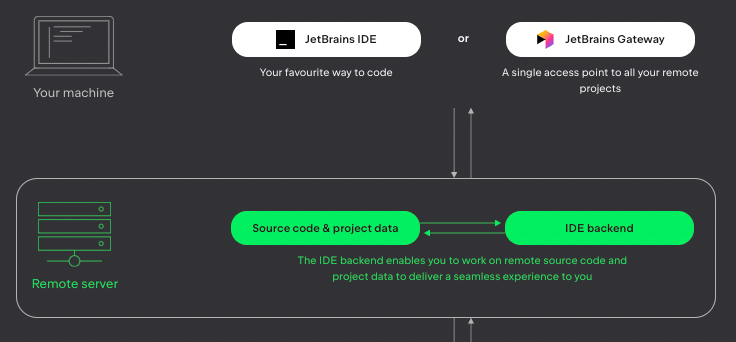 JetBrains IDE
or
JetBrains Gateway
Your favourite way to code
A single access point to all your remote
projects
Your machine
Source code & project data
IDE backend
The IDE backend enables you to work on remote source code and
project data to deliver a seamless experience to you
Remote server